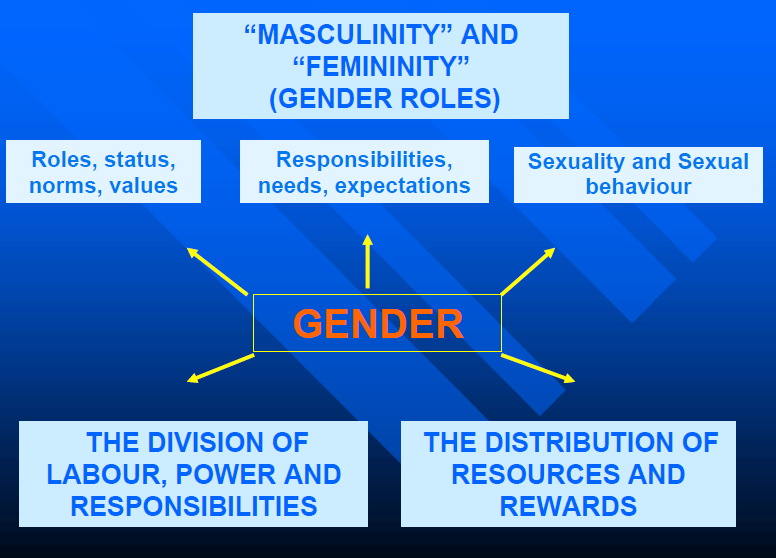 “MASCULINITY” AND
“FEMININITY”
(GENDER ROLES)
Roles, status,
norms, values
Responsibilities,
needs, expectations
Sexuality and Sexual
behaviour
GENDER
THE DIVISION OF
LABOUR, POWER AND
RESPONSIBILITIES
THE DISTRIBUTION OF
RESOURCES AND
REWARDS